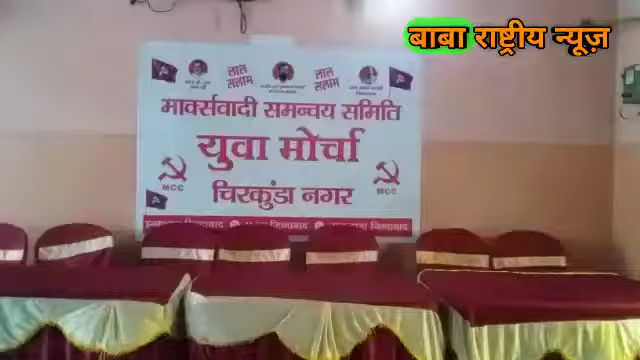 बाबा राष्ट्रीय न्यूज़
लाल सलाम
लाल सलाम
मार्क्सवादी समन्वय समिति
युवा मोर्चा
MCC
MCC
चिरकुंडा नगर